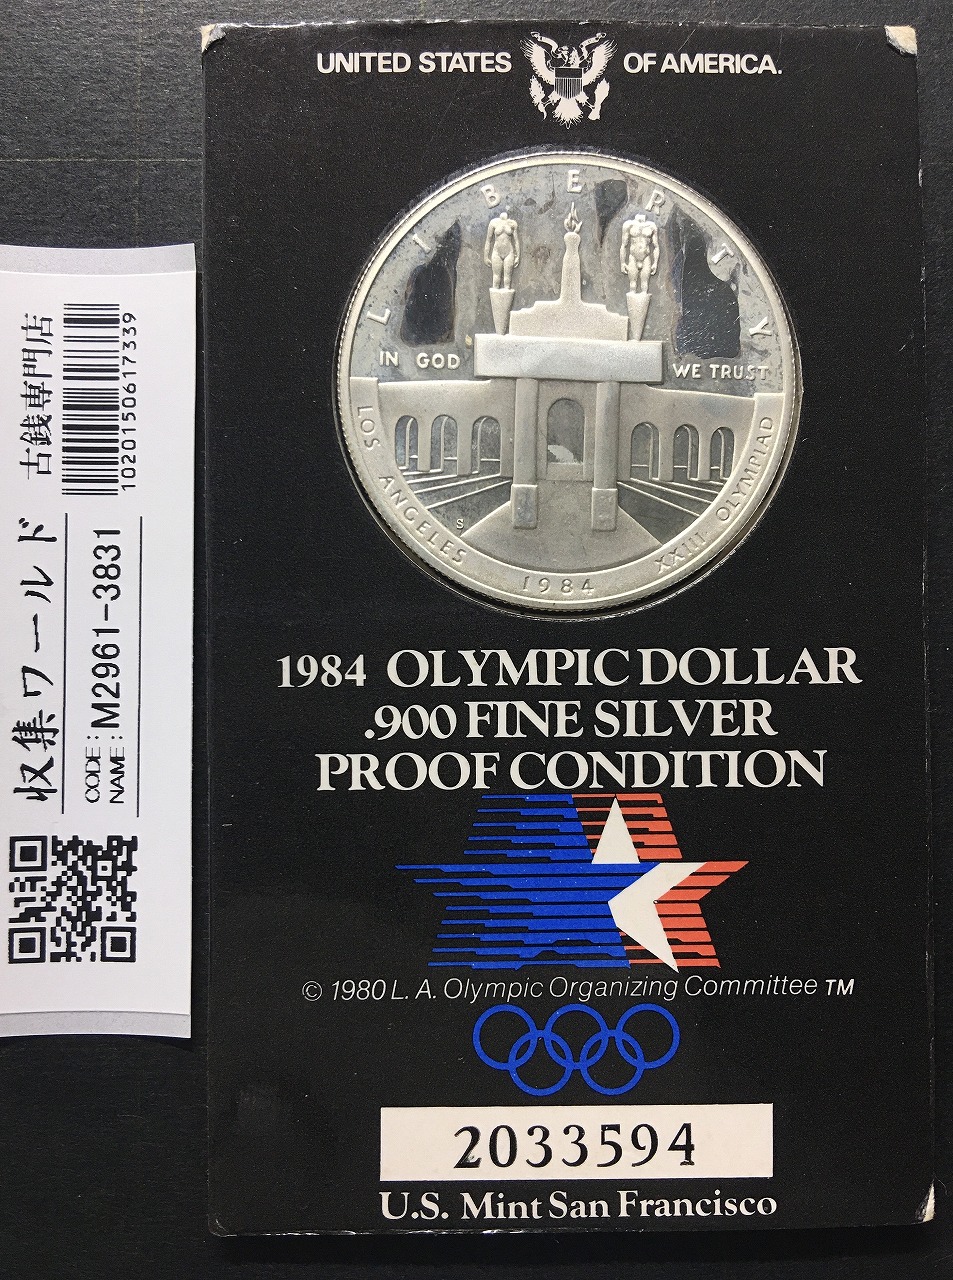 UNITED STATES OF AMERICA.
LIBERTY
IN GOD WE TRUST
LOS ANGELES XXIII OLYMPIAD
S
1984
1984 OLYMPIC DOLLAR
.900 FINE SILVER
PROOF CONDITION
© 1980 L. A. Olympic Organizing Committee TM
2033594
U.S. Mint San Francisco
収集ワールド 古銭専門店
CODE : M2961-3831
NAME :
1020150617339